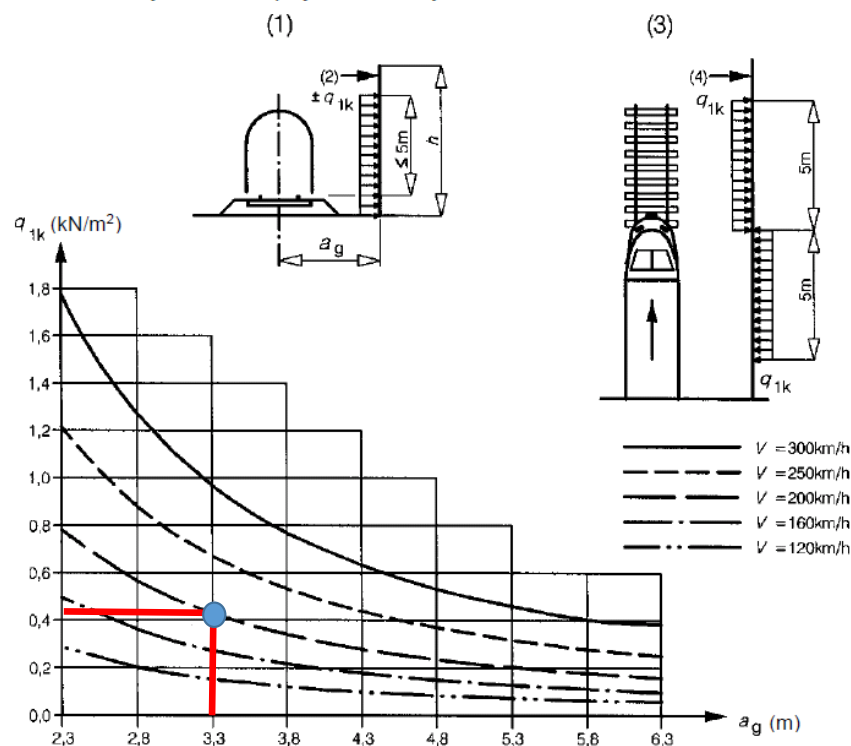 (1)
(3)
(2)
± q1k
≤ 5m
h
ag
(4)
q1k
5m
5m
q1k
q1k (kN/m²)
1,8
1,6
1,4
1,2
1,0
0,8
0,6
0,4
0,2
0,0
2,3 2,8 3,3 3,8 4,3 4,8 5,3 5,8 6,3
ag (m)
V = 300km/h
V = 250km/h
V = 200km/h
V = 160km/h
V = 120km/h